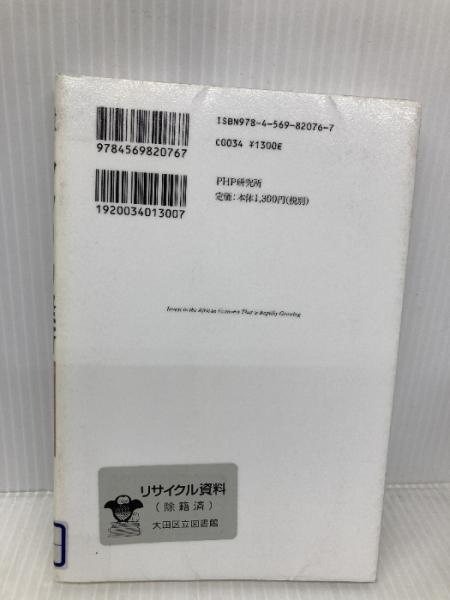 ISBN978-4-569-82076-7
C0034 ¥1300E
9784569820767
PHP研究所
定価:本体1,300円(税別)
1920034013007
Invest in the African Economy That is Rapidly Growing
リサイクル資料
(除籍済)
大田区立図書館